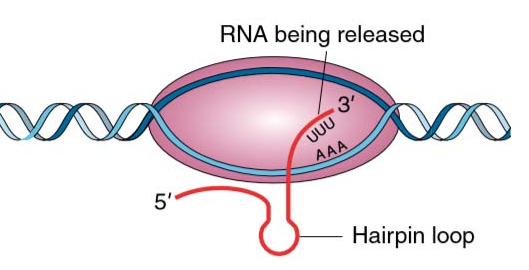 RNA being released
3′
UUU
AAA
5′
Hairpin loop